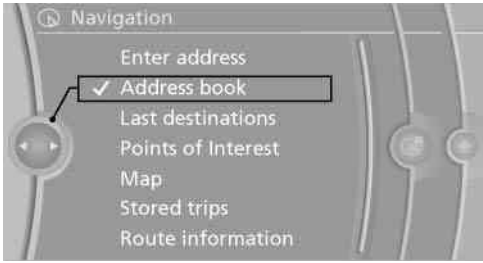 Navigation
Enter address
Address book
Last destinations
Points of Interest
Map
Stored trips
Route information